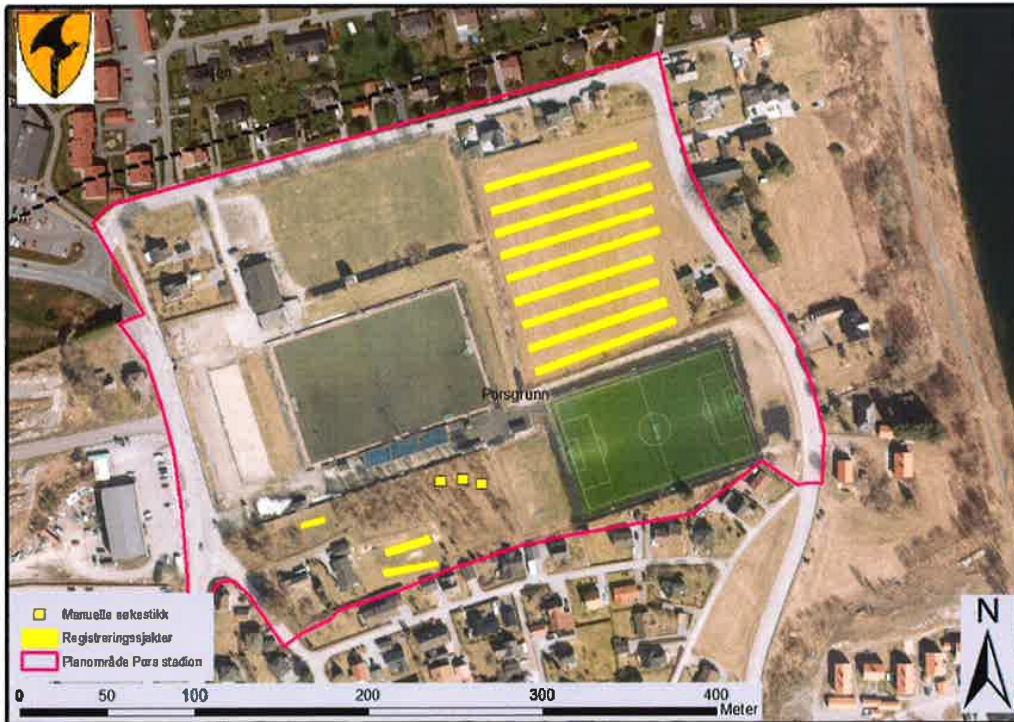 Porsgrunn
Manuelle søkestikk
Registreringssjakter
Planområde Pors stadion
0 50 100 200 300 400
Meter
N